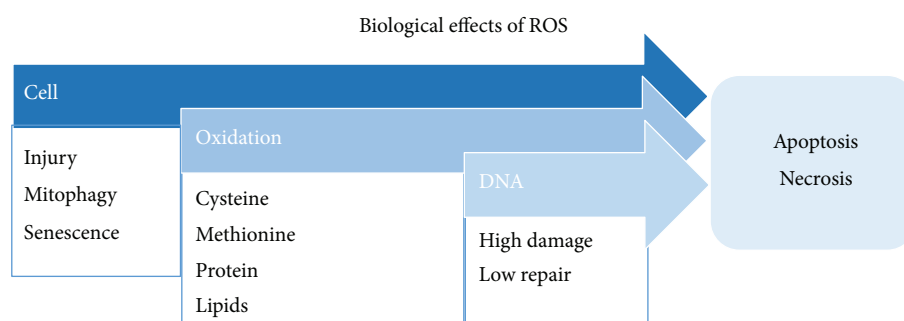 Biological effects of ROS
Cell
Injury
Mitophagy
Senescence
Oxidation
Cysteine
Methionine
Protein
Lipids
DNA
High damage
Low repair
Apoptosis
Necrosis